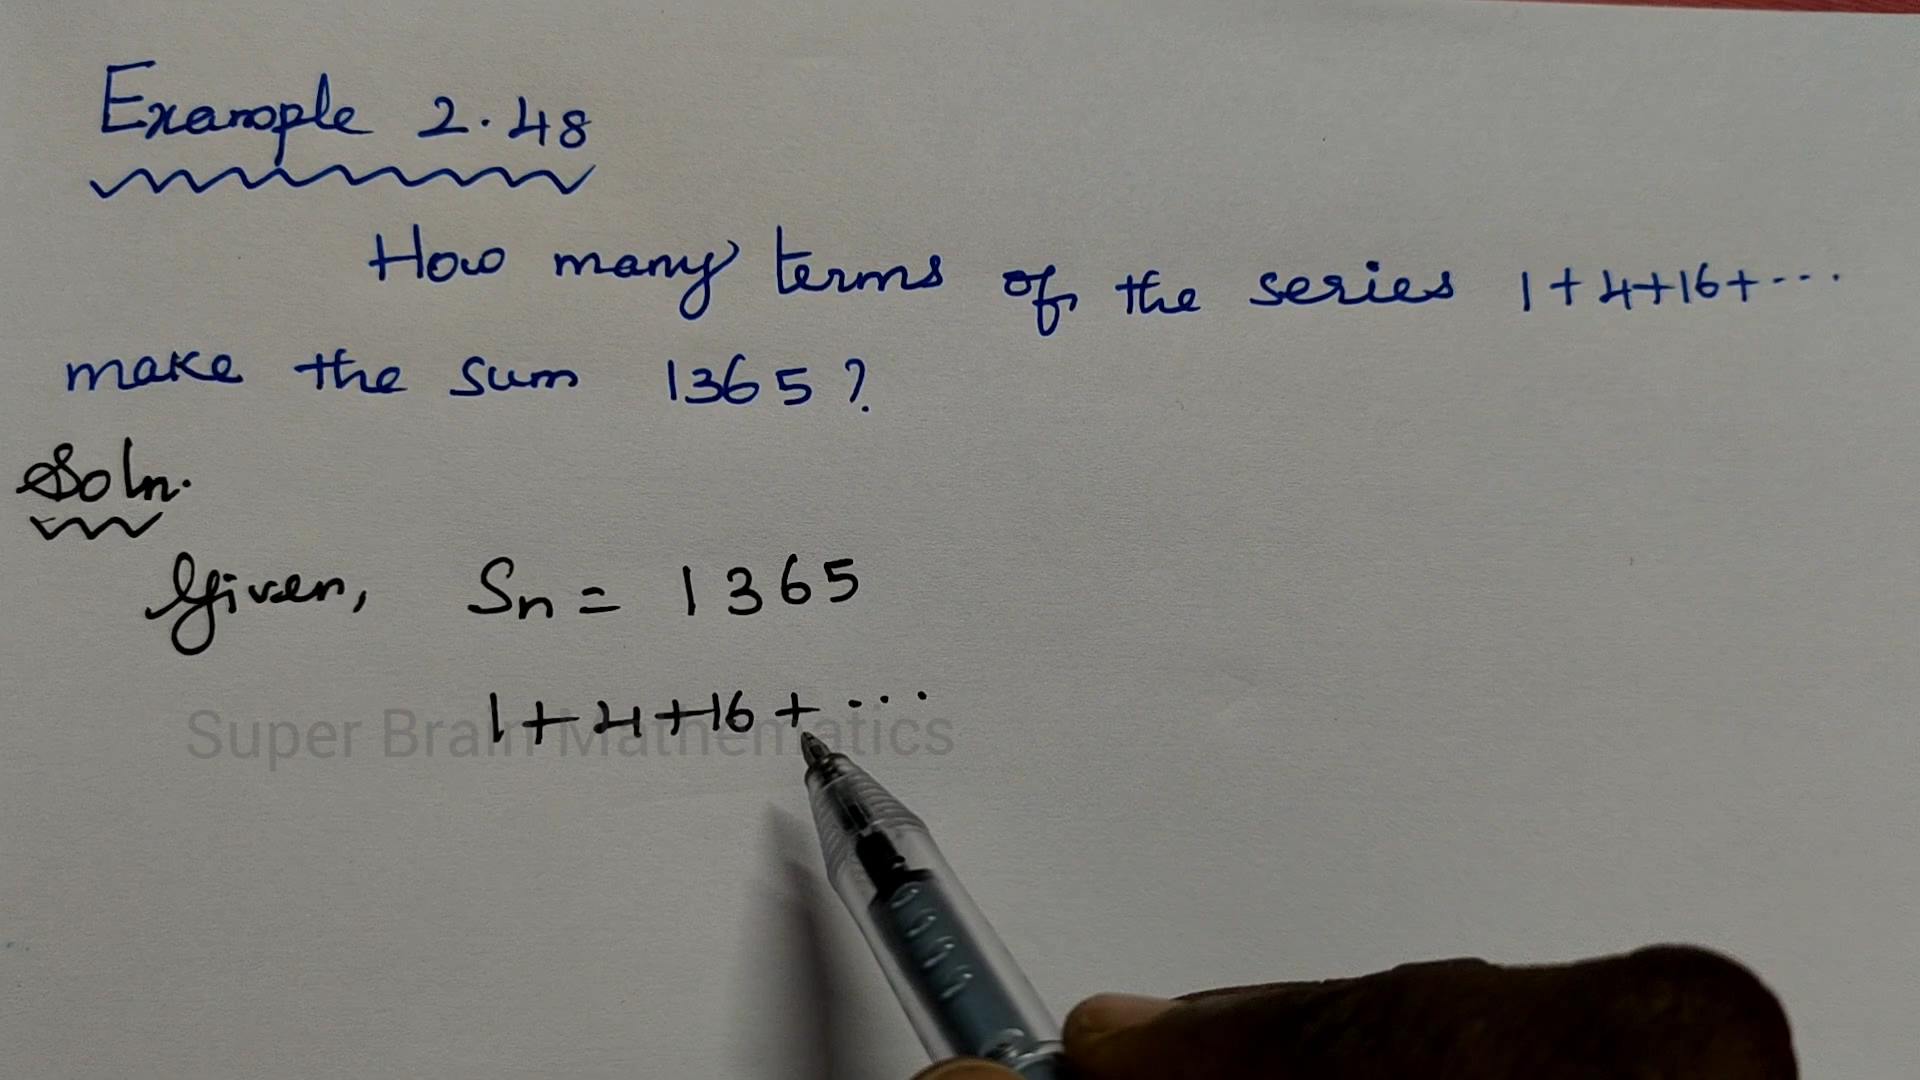 Example 2.48
How many terms of the series 1+4+16+...
make the sum 1365?
Soln.
Given, Sn = 1365
1+4+16+...
Super Brain Mathematics